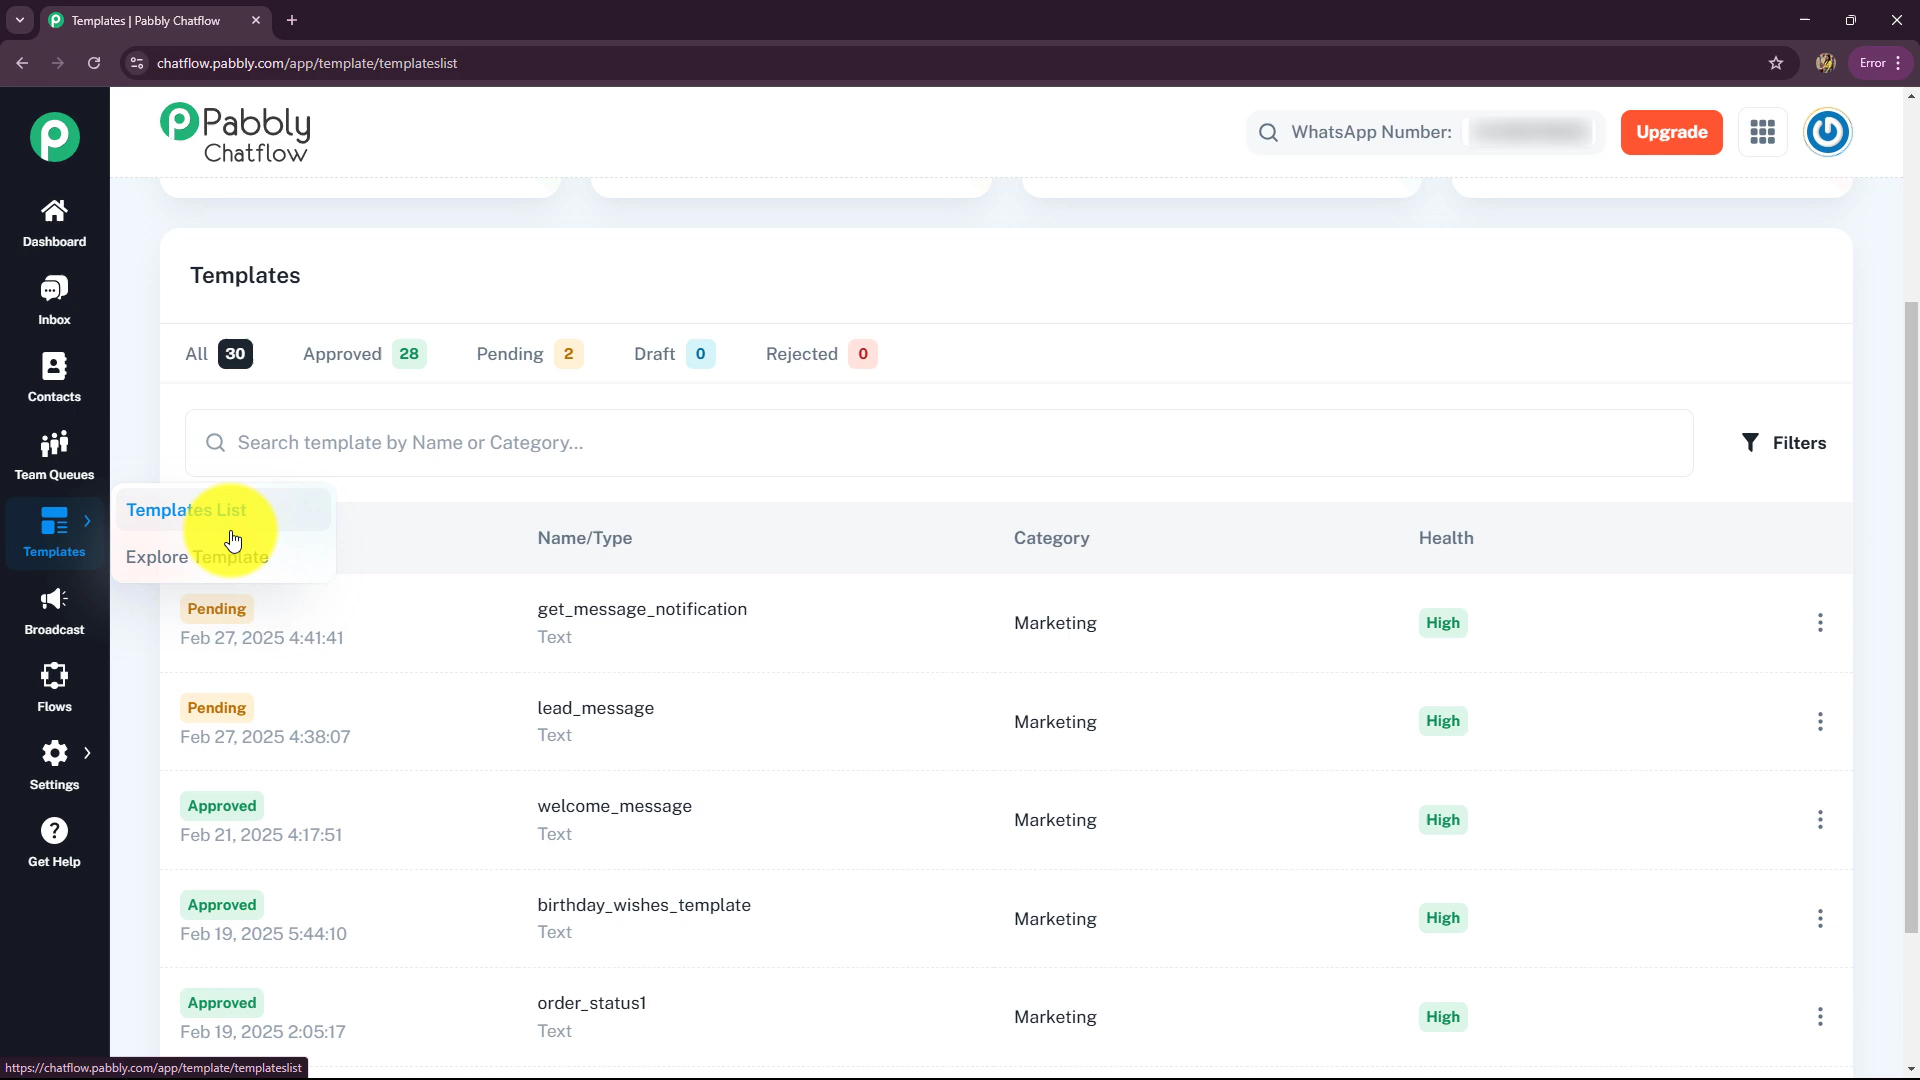 Templates | Pabbly Chatflow
chatflow.pabbly.com/app/template/templateslist
Error
Pabbly
Chatflow
WhatsApp Number:
Upgrade
Dashboard
Inbox
Contacts
Team Queues
Templates
Broadcast
Flows
Settings
Get Help
Templates List
Explore Template
Templates
All 30 Approved 28 Pending 2 Draft 0 Rejected 0
Search template by Name or Category...
Filters
Name/Type Category Health
Pending
Feb 27, 2025 4:41:41
get_message_notification
Text
Marketing
High
Pending
Feb 27, 2025 4:38:07
lead_message
Text
Marketing
High
Approved
Feb 21, 2025 4:17:51
welcome_message
Text
Marketing
High
Approved
Feb 19, 2025 5:44:10
birthday_wishes_template
Text
Marketing
High
Approved
Feb 19, 2025 2:05:17
order_status1
Text
Marketing
High
https://chatflow.pabbly.com/app/template/templateslist